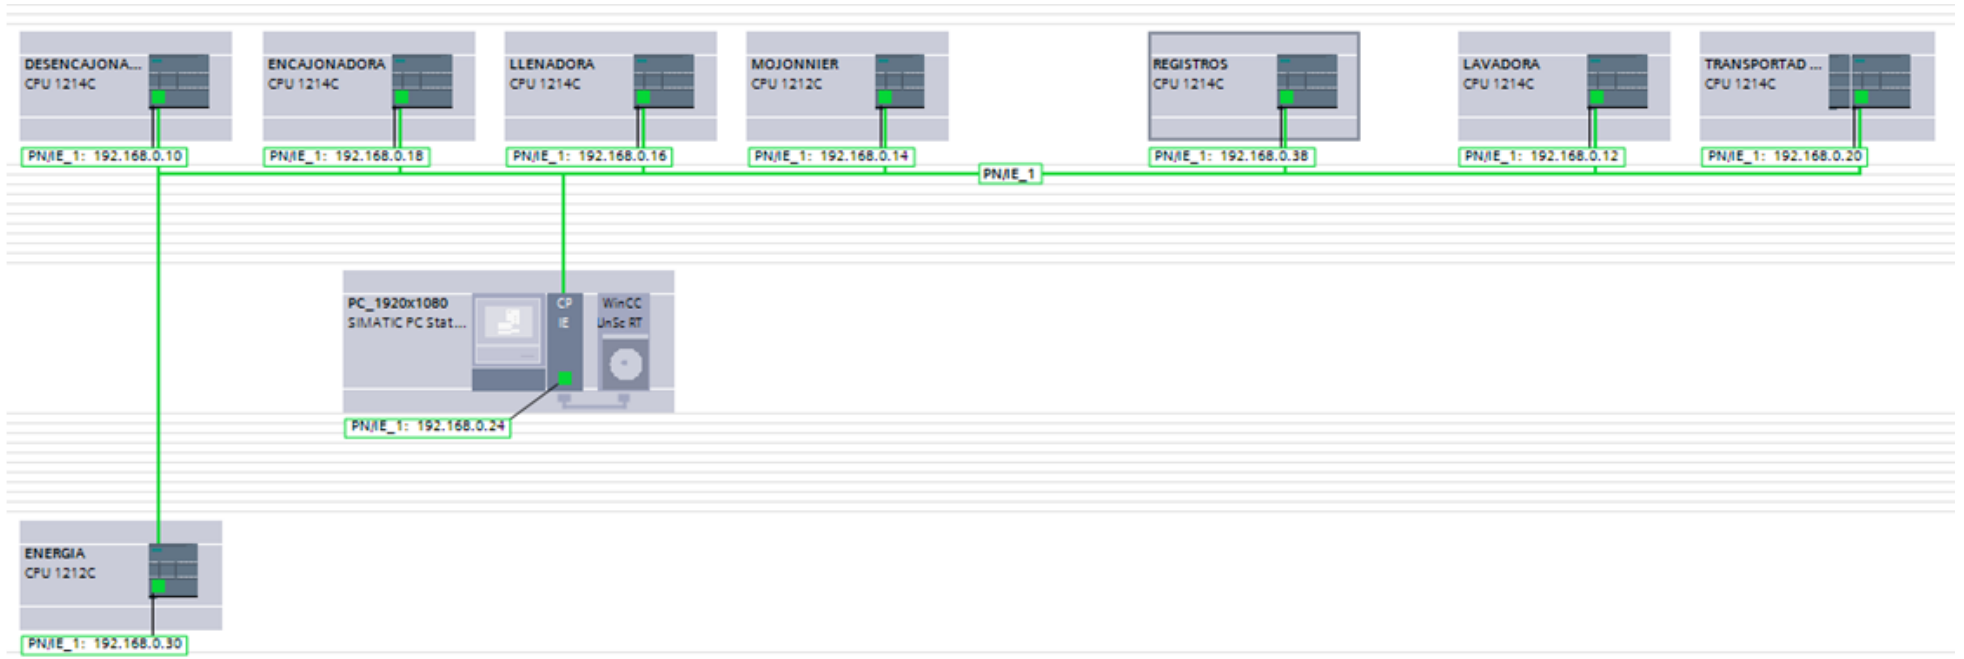 DESENCAJONA...
CPU 1214C
PN/IE_1: 192.168.0.10
ENCAJONADORA
CPU 1214C
PN/IE_1: 192.168.0.18
LLENADORA
CPU 1214C
PN/IE_1: 192.168.0.16
MOJONNIER
CPU 1212C
PN/IE_1: 192.168.0.14
REGISTROS
CPU 1214C
PN/IE_1: 192.168.0.38
LAVADORA
CPU 1214C
PN/IE_1: 192.168.0.12
TRANSPORTAD ...
CPU 1214C
PN/IE_1: 192.168.0.20
PN/IE_1
PC_1920x1080
SIMATIC PC Stat...
CP
IE
WinCC
UnSc RT
PN/IE_1: 192.168.0.24
ENERGIA
CPU 1212C
PN/IE_1: 192.168.0.30